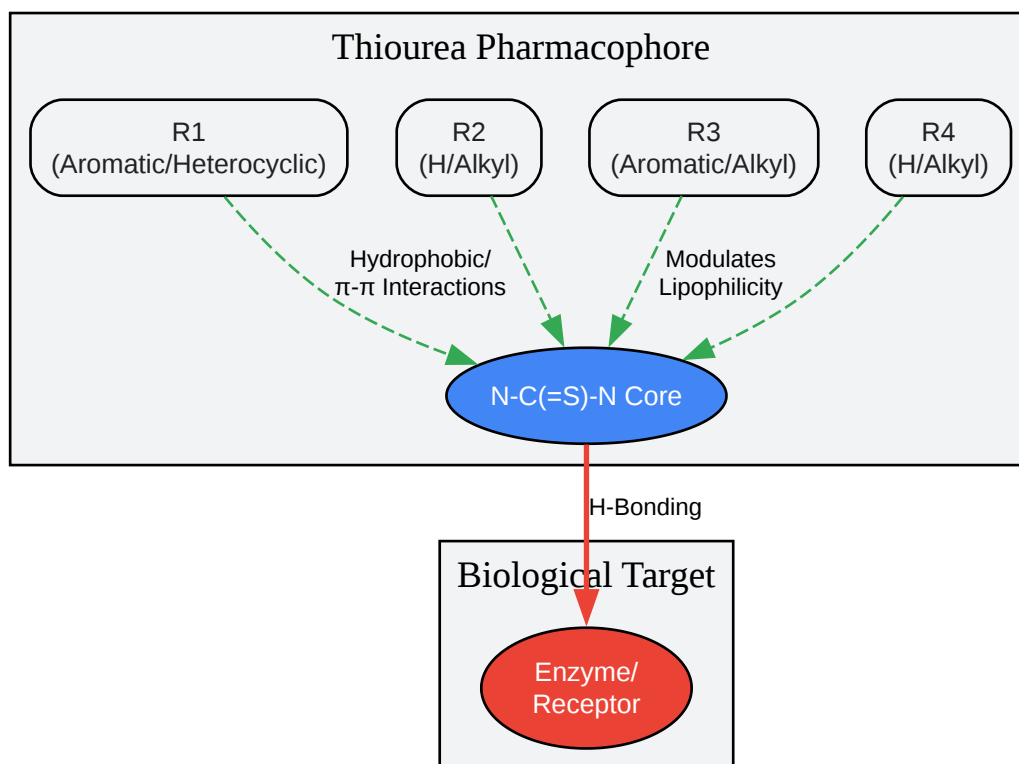 Thiourea Pharmacophore
R1
(Aromatic/Heterocyclic)
R2
(H/Alkyl)
R3
(Aromatic/Alkyl)
R4
(H/Alkyl)
Hydrophobic/
π-π Interactions
Modulates
Lipophilicity
N-C(=S)-N Core
H-Bonding
Biological Target
Enzyme/
Receptor